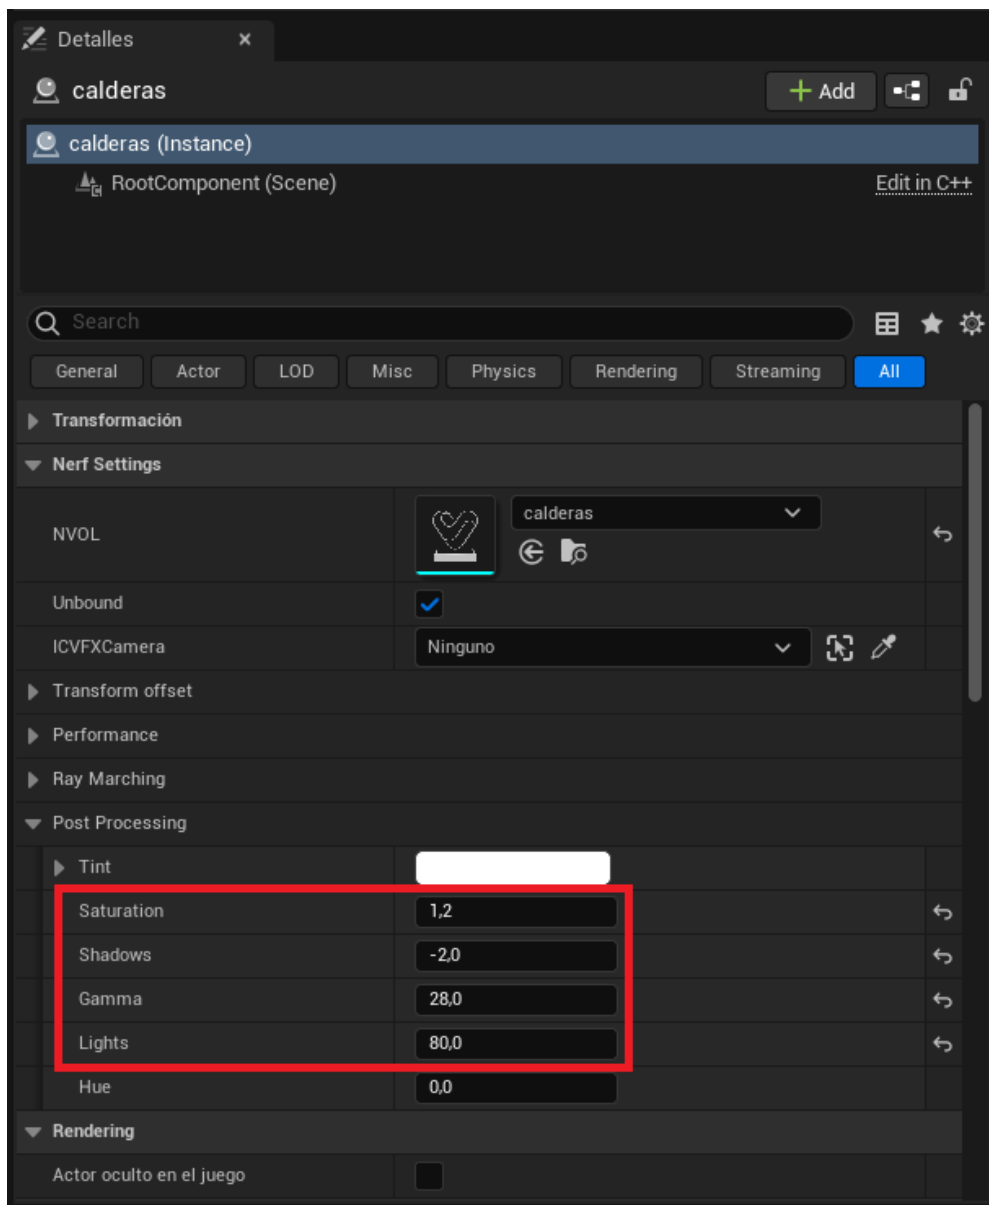 Detalles
calderas
Add
calderas (Instance)
RootComponent (Scene)
Edit in C++
Search
General Actor LOD Misc Physics Rendering Streaming All
Transformación
Nerf Settings
NVOL
calderas
Unbound
ICVFXCamera
Ninguno
Transform offset
Performance
Ray Marching
Post Processing
Tint
Saturation 1,2
Shadows -2,0
Gamma 28,0
Lights 80,0
Hue 0,0
Rendering
Actor oculto en el juego